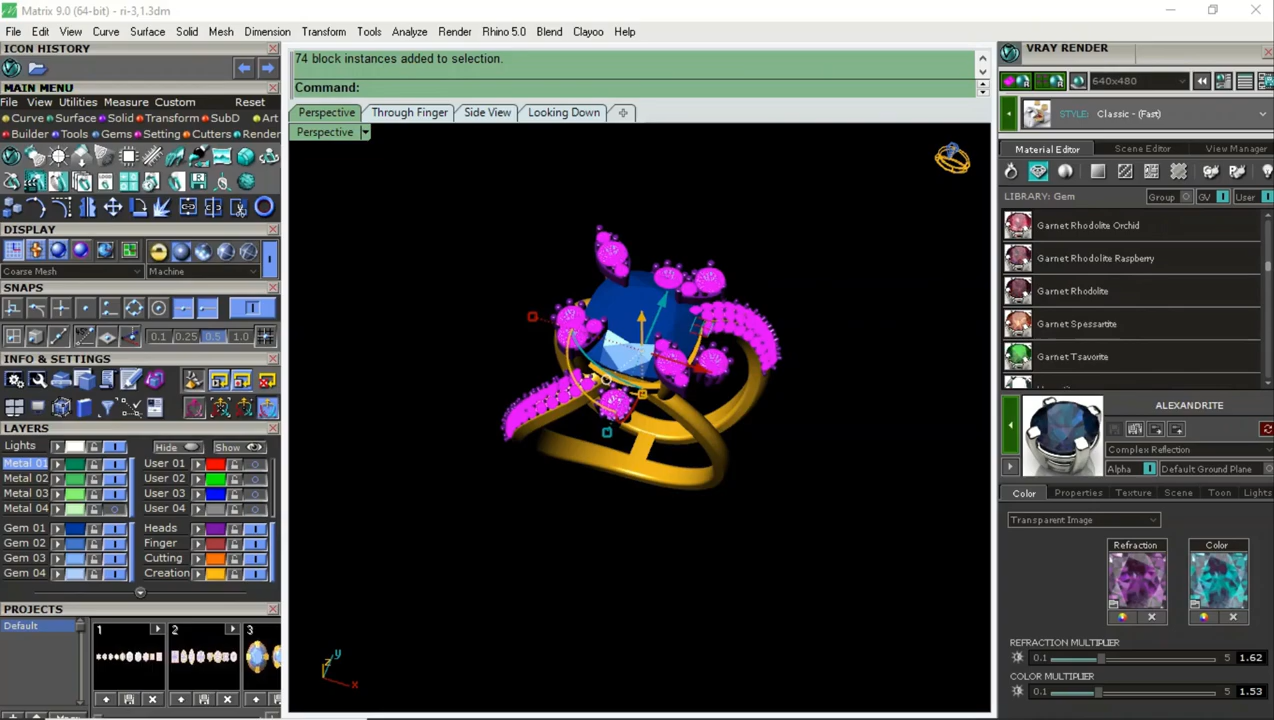 Matrix 9.0 (64-bit) - ri-3,1.3dm
File Edit View Curve Surface Solid Mesh Dimension Transform Tools Analyze Render Rhino 5.0 Blend Clayoo Help
ICON HISTORY
MAIN MENU
File View Utilities Measure Custom Reset
Curve Surface Solid Transform SubD Art
Builder Tools Gems Setting Cutters Render
DISPLAY
Coarse Mesh Machine
SNAPS
0.1 0.25 0.5 1.0
INFO & SETTINGS
LAYERS
Lights Hide Show
Metal 01 User 01
Metal 02 User 02
Metal 03 User 03
Metal 04 User 04
Gem 01 Heads
Gem 02 Finger
Gem 03 Cutting
Gem 04 Creation
PROJECTS
Default
1 2 3
74 block instances added to selection.
Command:
Perspective Through Finger Side View Looking Down
Perspective
z y x
VRAY RENDER
640x480
STYLE: Classic - (Fast)
Material Editor Scene Editor View Manager
LIBRARY: Gem Group GV User
Garnet Rhodolite Orchid
Garnet Rhodolite Raspberry
Garnet Rhodolite
Garnet Spessartite
Garnet Tsavorite
ALEXANDRITE
Complex Reflection
Alpha Default Ground Plane
Color Properties Texture Scene Toon Lights
Transparent Image
Refraction Color
REFRACTION MULTIPLIER
0.1 5 1.62
COLOR MULTIPLIER
0.1 5 1.53